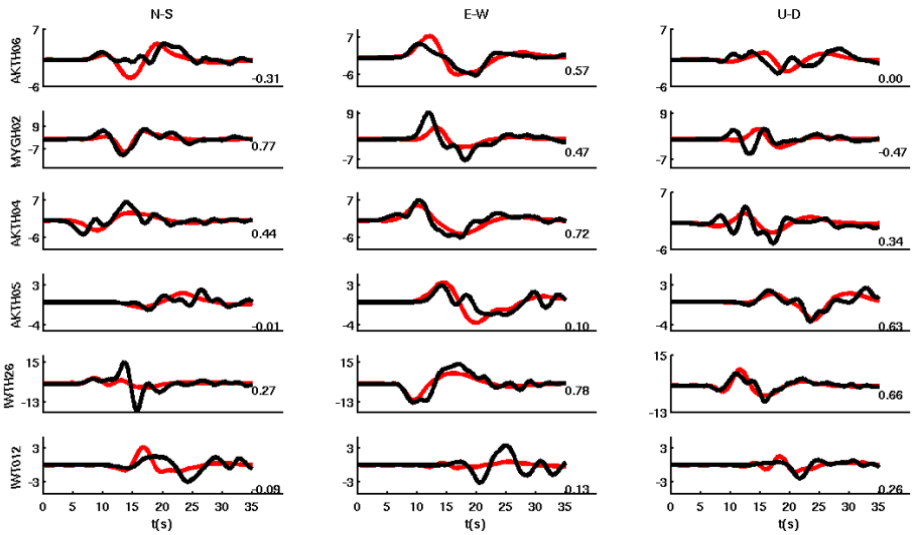 N-S E-W U-D
AKTH06 7 -6 -0.31 7 -6 0.57 7 -6 0.00
MYGH02 9 -7 0.77 9 -7 0.47 9 -7 -0.47
AKTH04 7 -6 0.44 7 -6 0.72 7 -6 0.34
AKTH05 3 -4 -0.01 3 -4 0.10 3 -4 0.63
IWTH26 15 -13 0.27 15 -13 0.78 15 -13 0.66
IWT012 3 -3 -0.09 3 -3 0.13 3 -3 0.26
0 5 10 15 20 25 30 35 0 5 10 15 20 25 30 35 0 5 10 15 20 25 30 35
t(s) t(s) t(s)